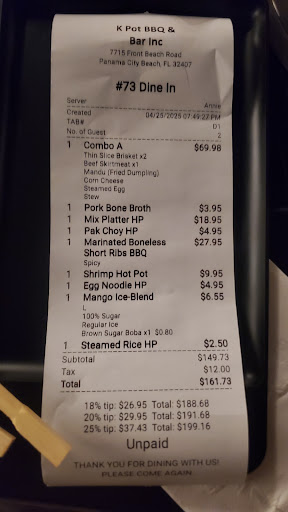 K Pot BBQ &
Bar Inc
7715 Front Beach Road
Panama City Beach, FL 32407
#73 Dine In
Server Annie
Created 04/25/2025 07:49:27 PM
TAB# D1
No. of Guest 2
1 Combo A $69.98
Thin Slice Brisket x2
Beef Skirtmeat x1
Mandu (Fried Dumpling)
Corn Cheese
Steamed Egg
Stew
1 Pork Bone Broth $3.95
1 Mix Platter HP $18.95
1 Pak Choy HP $4.95
1 Marinated Boneless $27.95
Short Ribs BBQ
Spicy
1 Shrimp Hot Pot $9.95
1 Egg Noodle HP $4.95
1 Mango Ice-Blend $6.55
L
100% Sugar
Regular Ice
Brown Sugar Boba x1 $0.80
1 Steamed Rice HP $2.50
Subtotal $149.73
Tax $12.00
Total $161.73
18% tip: $26.95 Total: $188.68
20% tip: $29.95 Total: $191.68
25% tip: $37.43 Total: $199.16
Unpaid
THANK YOU FOR DINING WITH US!
PLEASE COME AGAIN